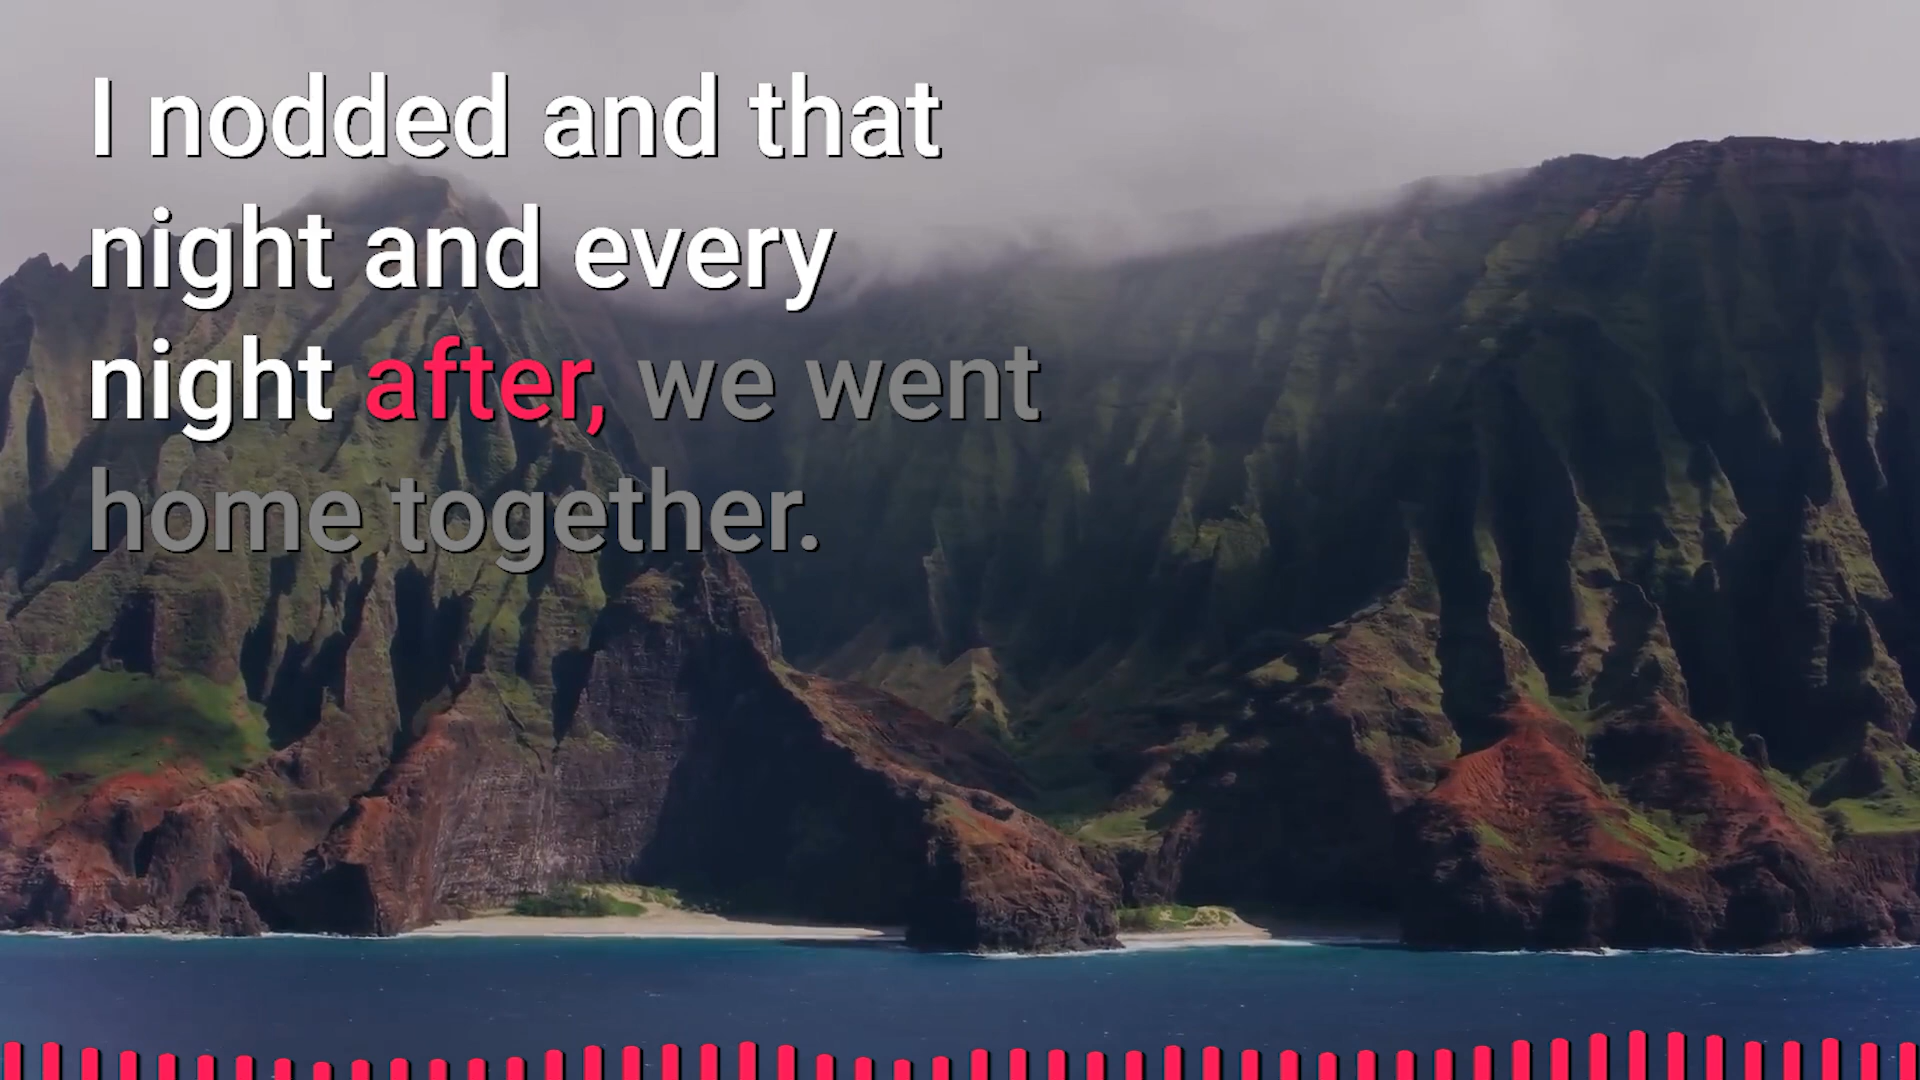 I nodded and that
night and every
night after, we went
home together.